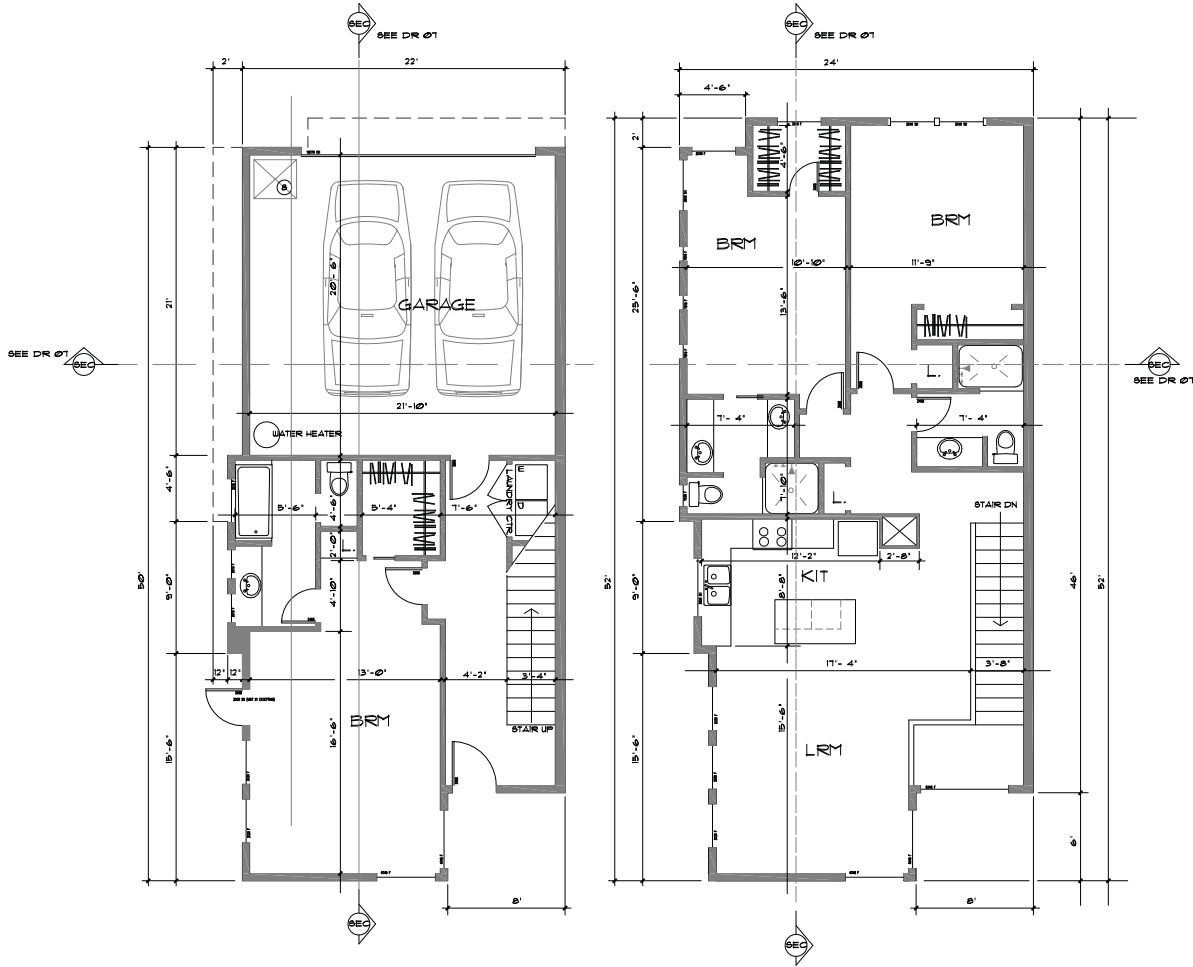 SEC
SEE DR 07
SEC
SEE DR 07
2'
22'
24'
4'-6"
2'
4'-6"
S
BRM
BRM
10'-10"
11'-9"
20'-6"
21'
GARAGE
13'-6"
25'-6"
SEE DR 07
SEC
SEC
SEE DR 07
L.
21'-10"
WATER HEATER
7'-4"
7'-4"
4'-6"
5'-6"
4'-6"
5'-4"
7'-6"
LAUNDRY CTR
D
7'-10"
L.
STAIR DN
2'-0"
L.
12'-2"
2'-8"
KIT
8'-8"
50'
9'-0"
4'-10"
52'
9'-0"
46'
52'
12"
12"
13'-0"
4'-2"
3'-4"
17'-4"
3'-8"
BRM
16'-6"
STAIR UP
15'-6"
LRM
15'-6"
15'-6"
6'
8'
8'
SEC
SEC